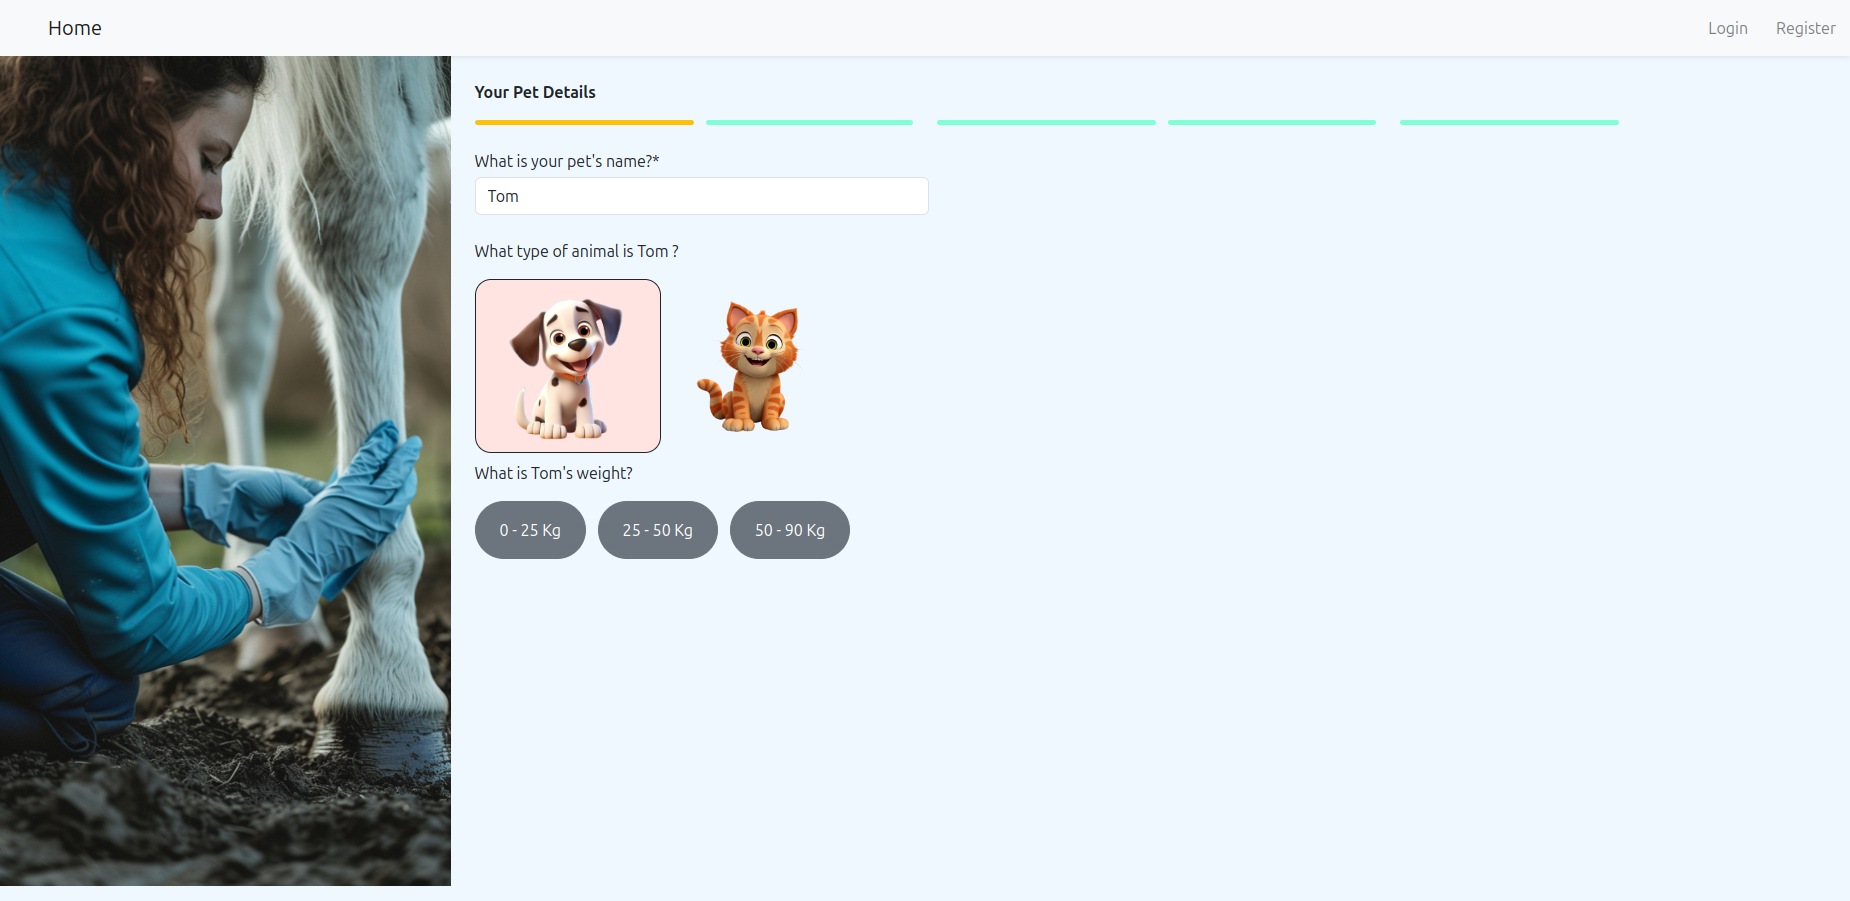 Home
Login
Register
Your Pet Details
What is your pet's name?*
Tom
What type of animal is Tom ?
What is Tom's weight?
0 - 25 Kg
25 - 50 Kg
50 - 90 Kg